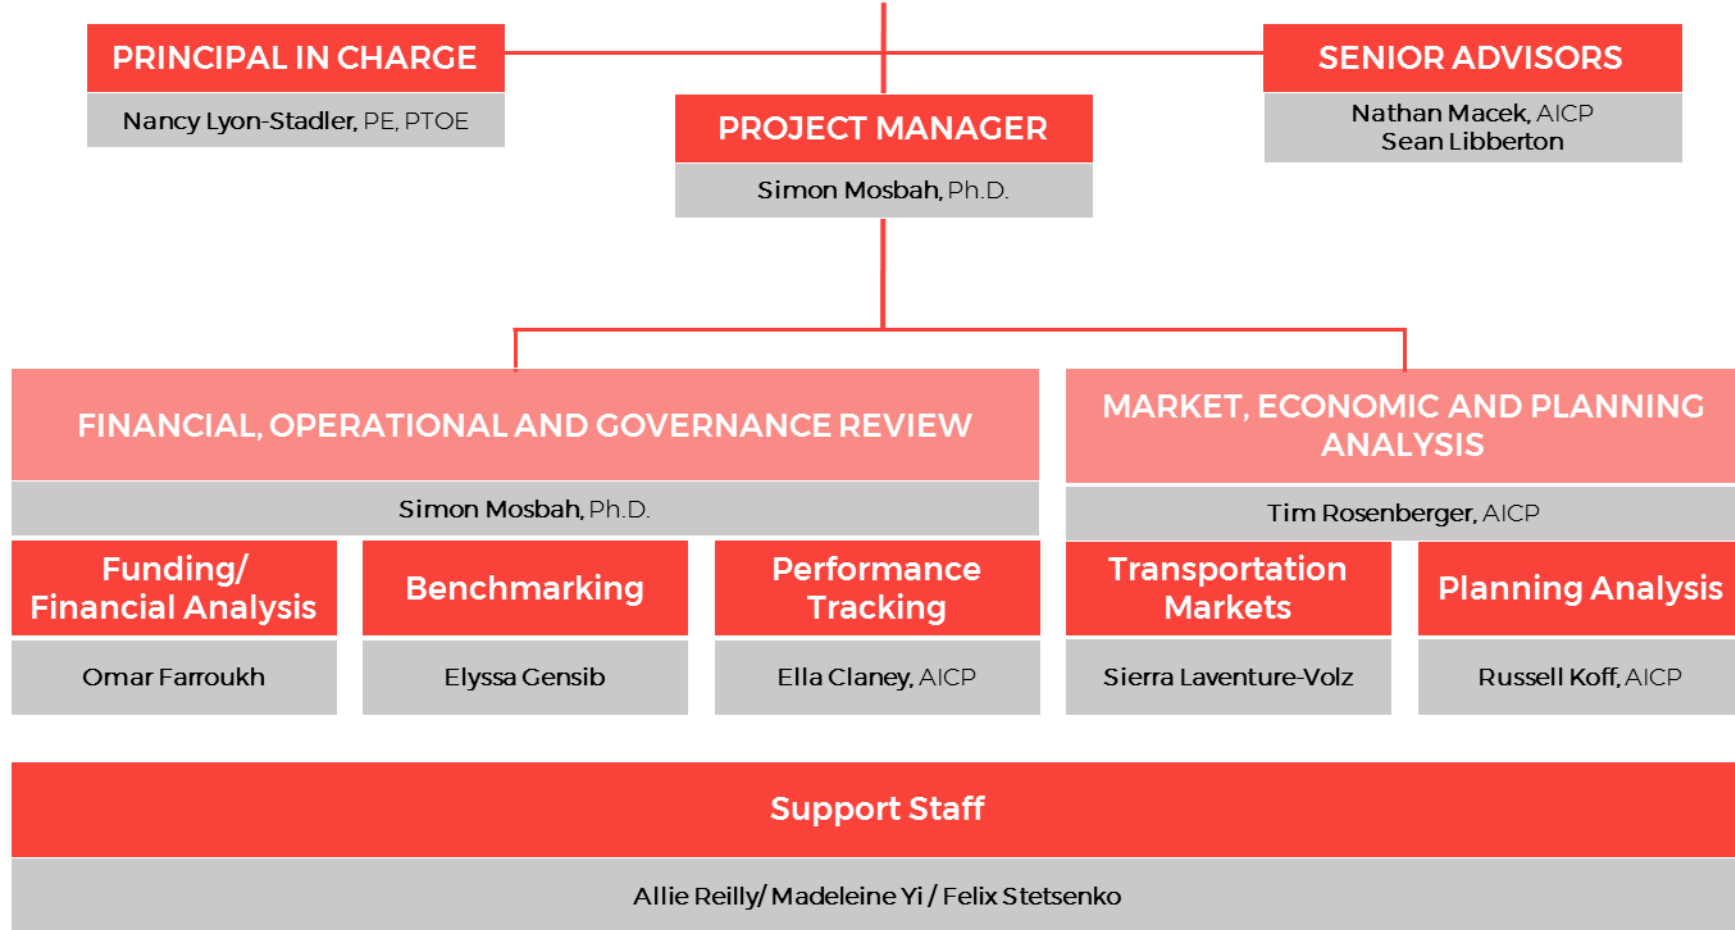 PRINCIPAL IN CHARGE
Nancy Lyon-Stadler, PE, PTOE
SENIOR ADVISORS
Nathan Macek, AICP
Sean Libberton
PROJECT MANAGER
Simon Mosbah, Ph.D.
FINANCIAL, OPERATIONAL AND GOVERNANCE REVIEW
Simon Mosbah, Ph.D.
MARKET, ECONOMIC AND PLANNING
ANALYSIS
Tim Rosenberger, AICP
Funding/
Financial Analysis
Omar Farroukh
Benchmarking
Elyssa Gensib
Performance
Tracking
Ella Claney, AICP
Transportation
Markets
Sierra Laventure-Volz
Planning Analysis
Russell Koff, AICP
Support Staff
Allie Reilly/ Madeleine Yi / Felix Stetsenko